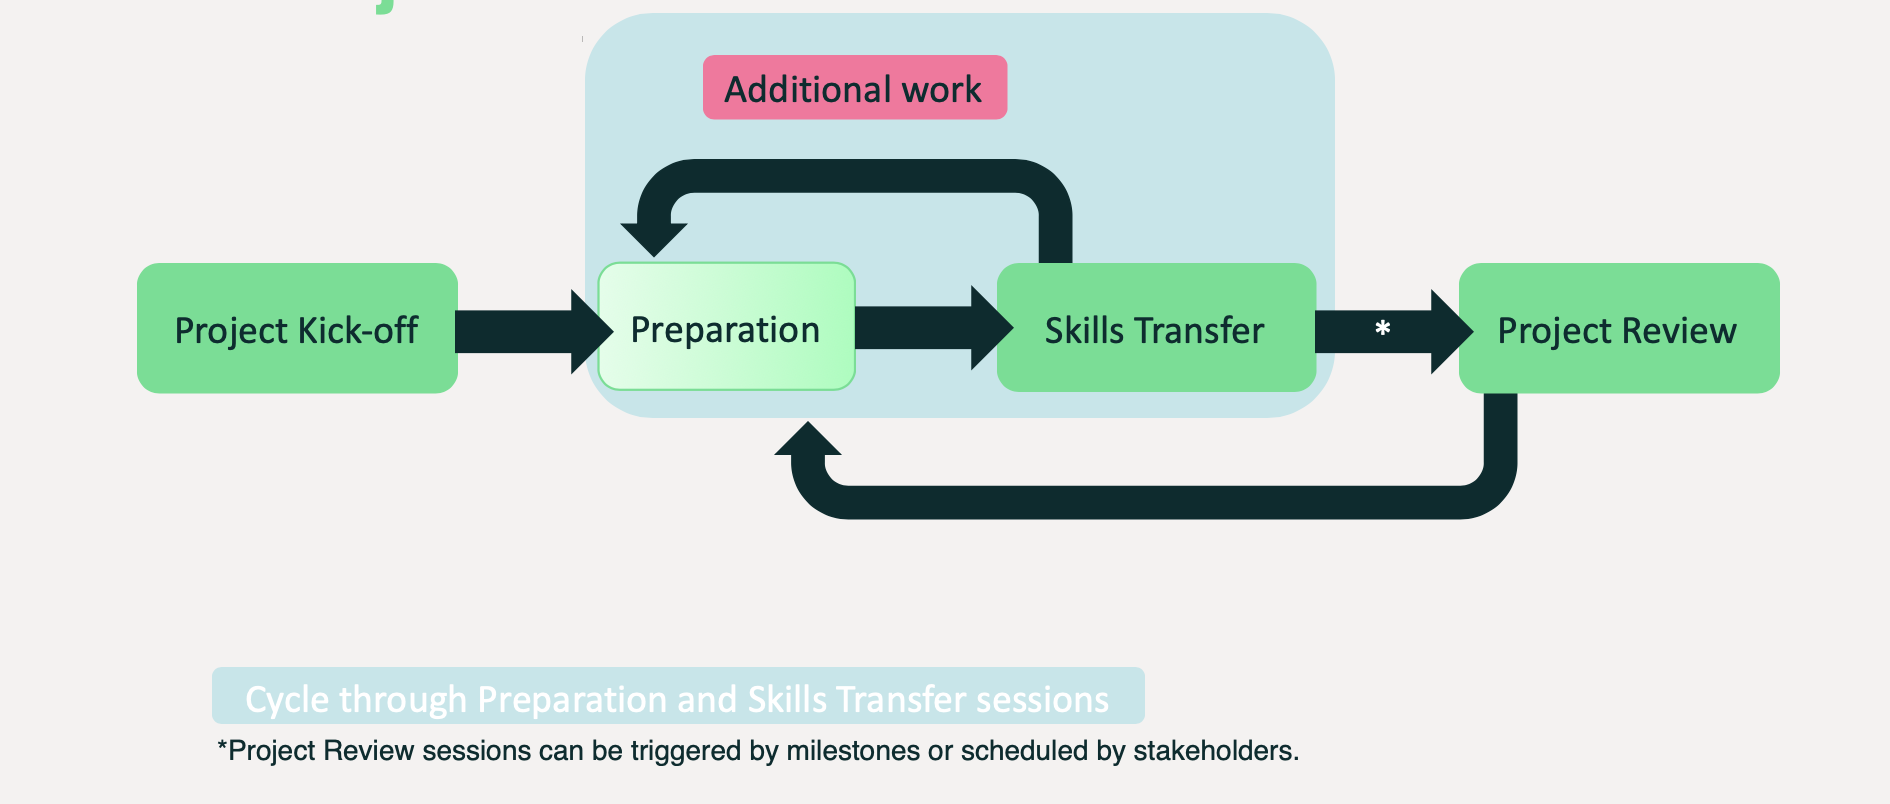 Additional work
Project Kick-off
Preparation
Skills Transfer
*
Project Review
Cycle through Preparation and Skills Transfer sessions
*Project Review sessions can be triggered by milestones or scheduled by stakeholders.